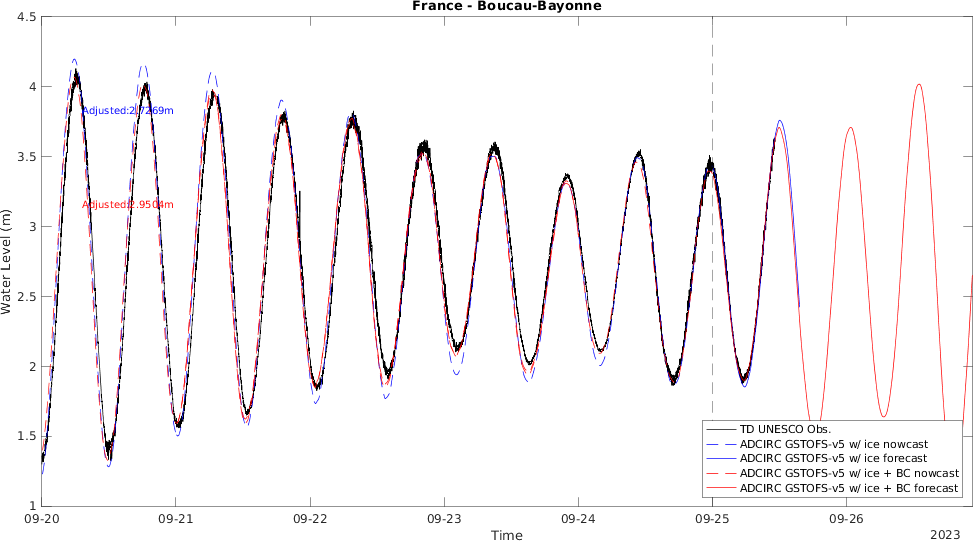 France - Boucau-Bayonne
4.5
4
3.5
3
2.5
2
1.5
1
Water Level (m)
Adjusted:2.7269m
Adjusted:2.9504m
TD UNESCO Obs.
ADCIRC GSTOFS-v5 w/ ice nowcast
ADCIRC GSTOFS-v5 w/ ice forecast
ADCIRC GSTOFS-v5 w/ ice + BC nowcast
ADCIRC GSTOFS-v5 w/ ice + BC forecast
09-20 09-21 09-22 09-23 09-24 09-25 09-26
Time
2023